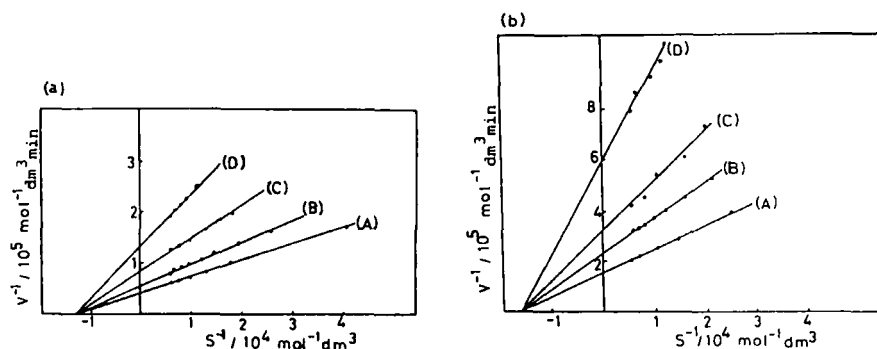 (a)
(D)
(C)
(B)
(A)
3
2
1
V⁻¹ / 10⁵ mol⁻¹ dm³ min
-1 1 2 3 4
S⁻¹ / 10⁴ mol⁻¹ dm³
(b)
(D)
(C)
(B)
(A)
8
6
4
2
V⁻¹ / 10⁵ mol⁻¹ dm³ min
-1 1 2 3 4
S⁻¹ / 10⁴ mol⁻¹ dm³